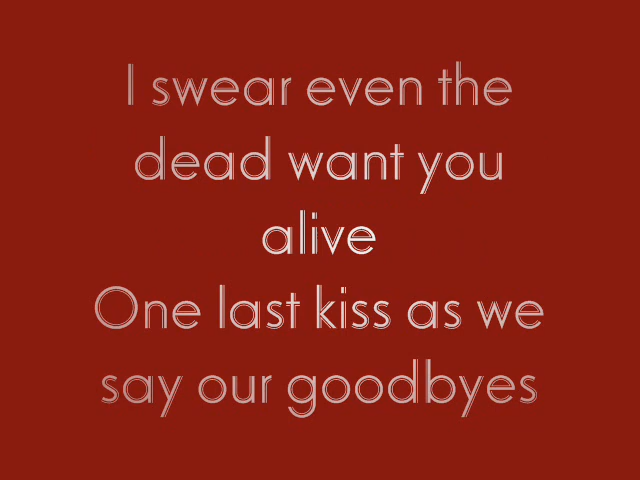 I swear even the
dead want you
alive
One last kiss as we
say our goodbyes